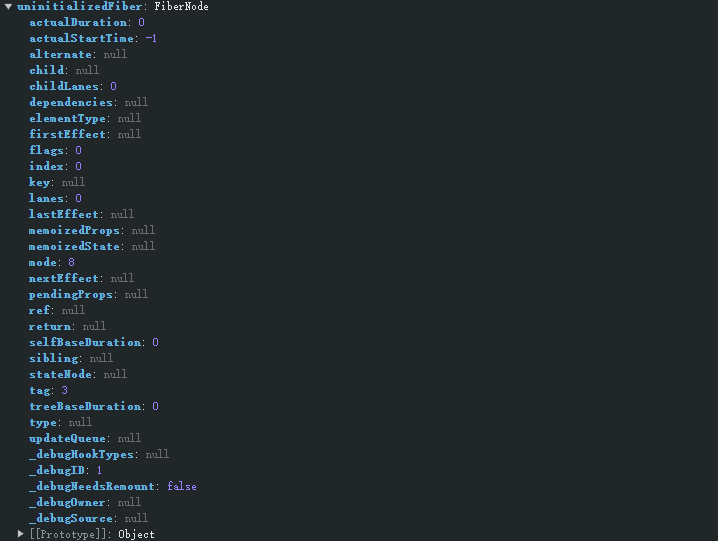 ▼ uninitializedFiber: FiberNode
actualDuration: 0
actualStartTime: -1
alternate: null
child: null
childLanes: 0
dependencies: null
elementType: null
firstEffect: null
flags: 0
index: 0
key: null
lanes: 0
lastEffect: null
memoizedProps: null
memoizedState: null
mode: 8
nextEffect: null
pendingProps: null
ref: null
return: null
selfBaseDuration: 0
sibling: null
stateNode: null
tag: 3
treeBaseDuration: 0
type: null
updateQueue: null
_debugHookTypes: null
_debugID: 1
_debugNeedsRemount: false
_debugOwner: null
_debugSource: null
▶ [[Prototype]]: Object